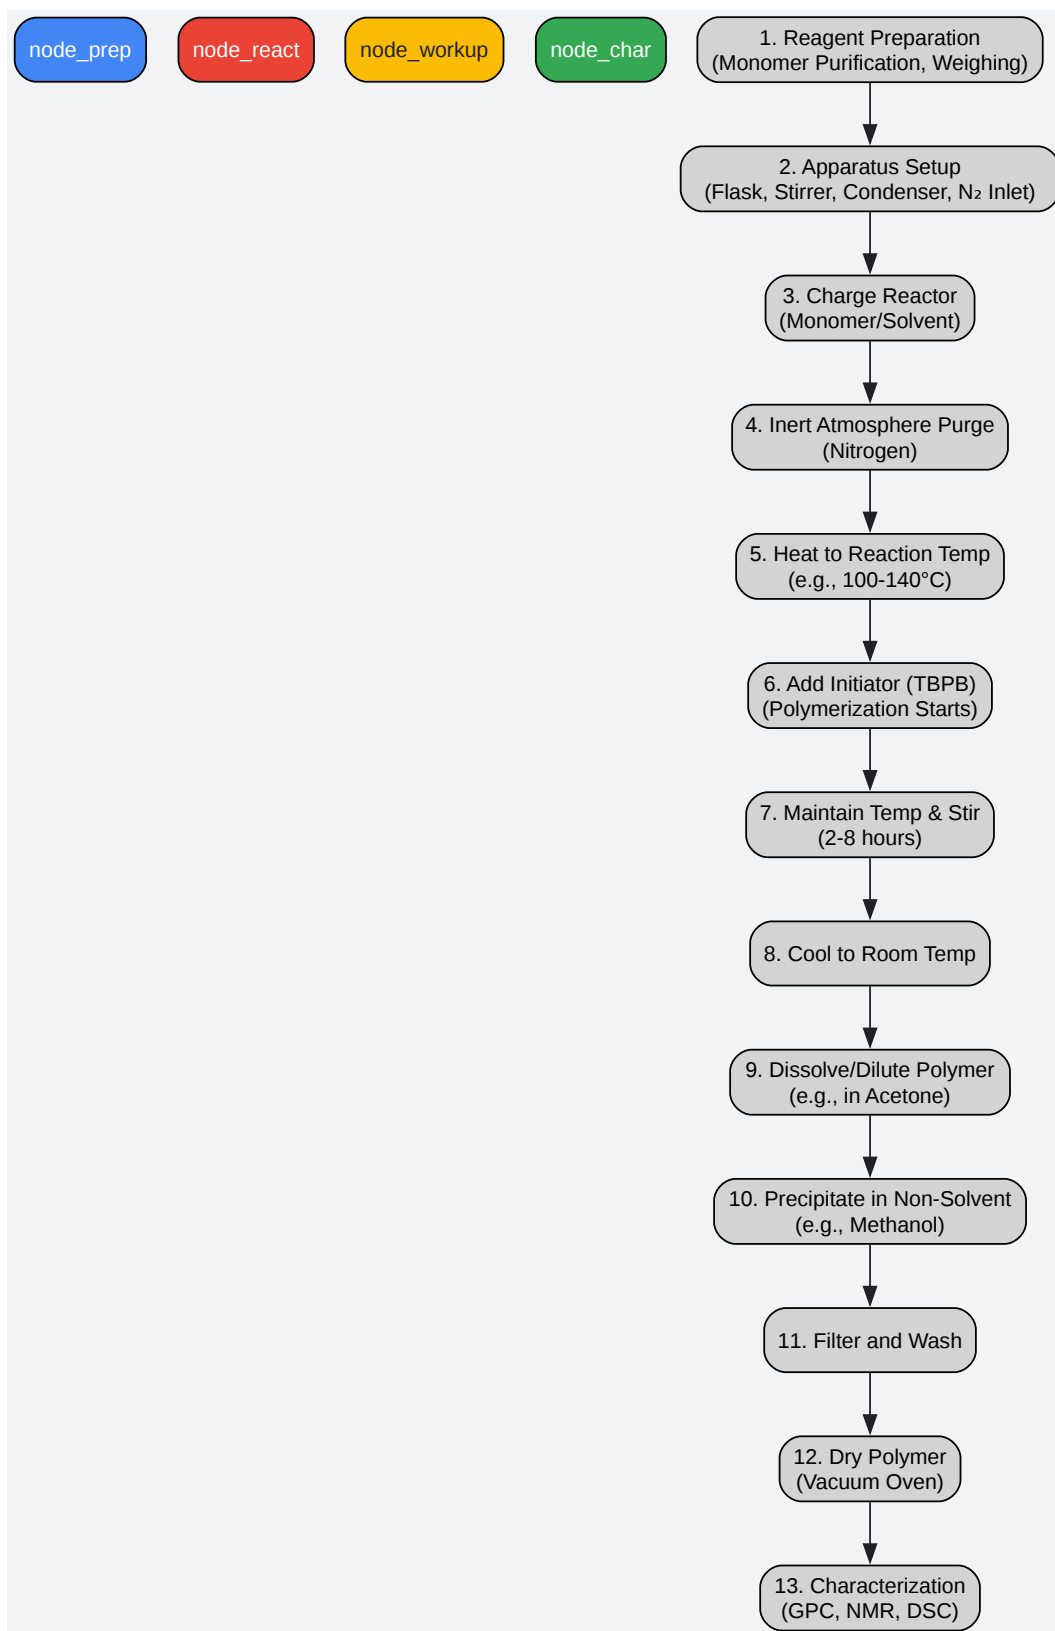 node_prep
node_react
node_workup
node_char
1. Reagent Preparation
(Monomer Purification, Weighing)
2. Apparatus Setup
(Flask, Stirrer, Condenser, N₂ Inlet)
3. Charge Reactor
(Monomer/Solvent)
4. Inert Atmosphere Purge
(Nitrogen)
5. Heat to Reaction Temp
(e.g., 100-140°C)
6. Add Initiator (TBPB)
(Polymerization Starts)
7. Maintain Temp & Stir
(2-8 hours)
8. Cool to Room Temp
9. Dissolve/Dilute Polymer
(e.g., in Acetone)
10. Precipitate in Non-Solvent
(e.g., Methanol)
11. Filter and Wash
12. Dry Polymer
(Vacuum Oven)
13. Characterization
(GPC, NMR, DSC)